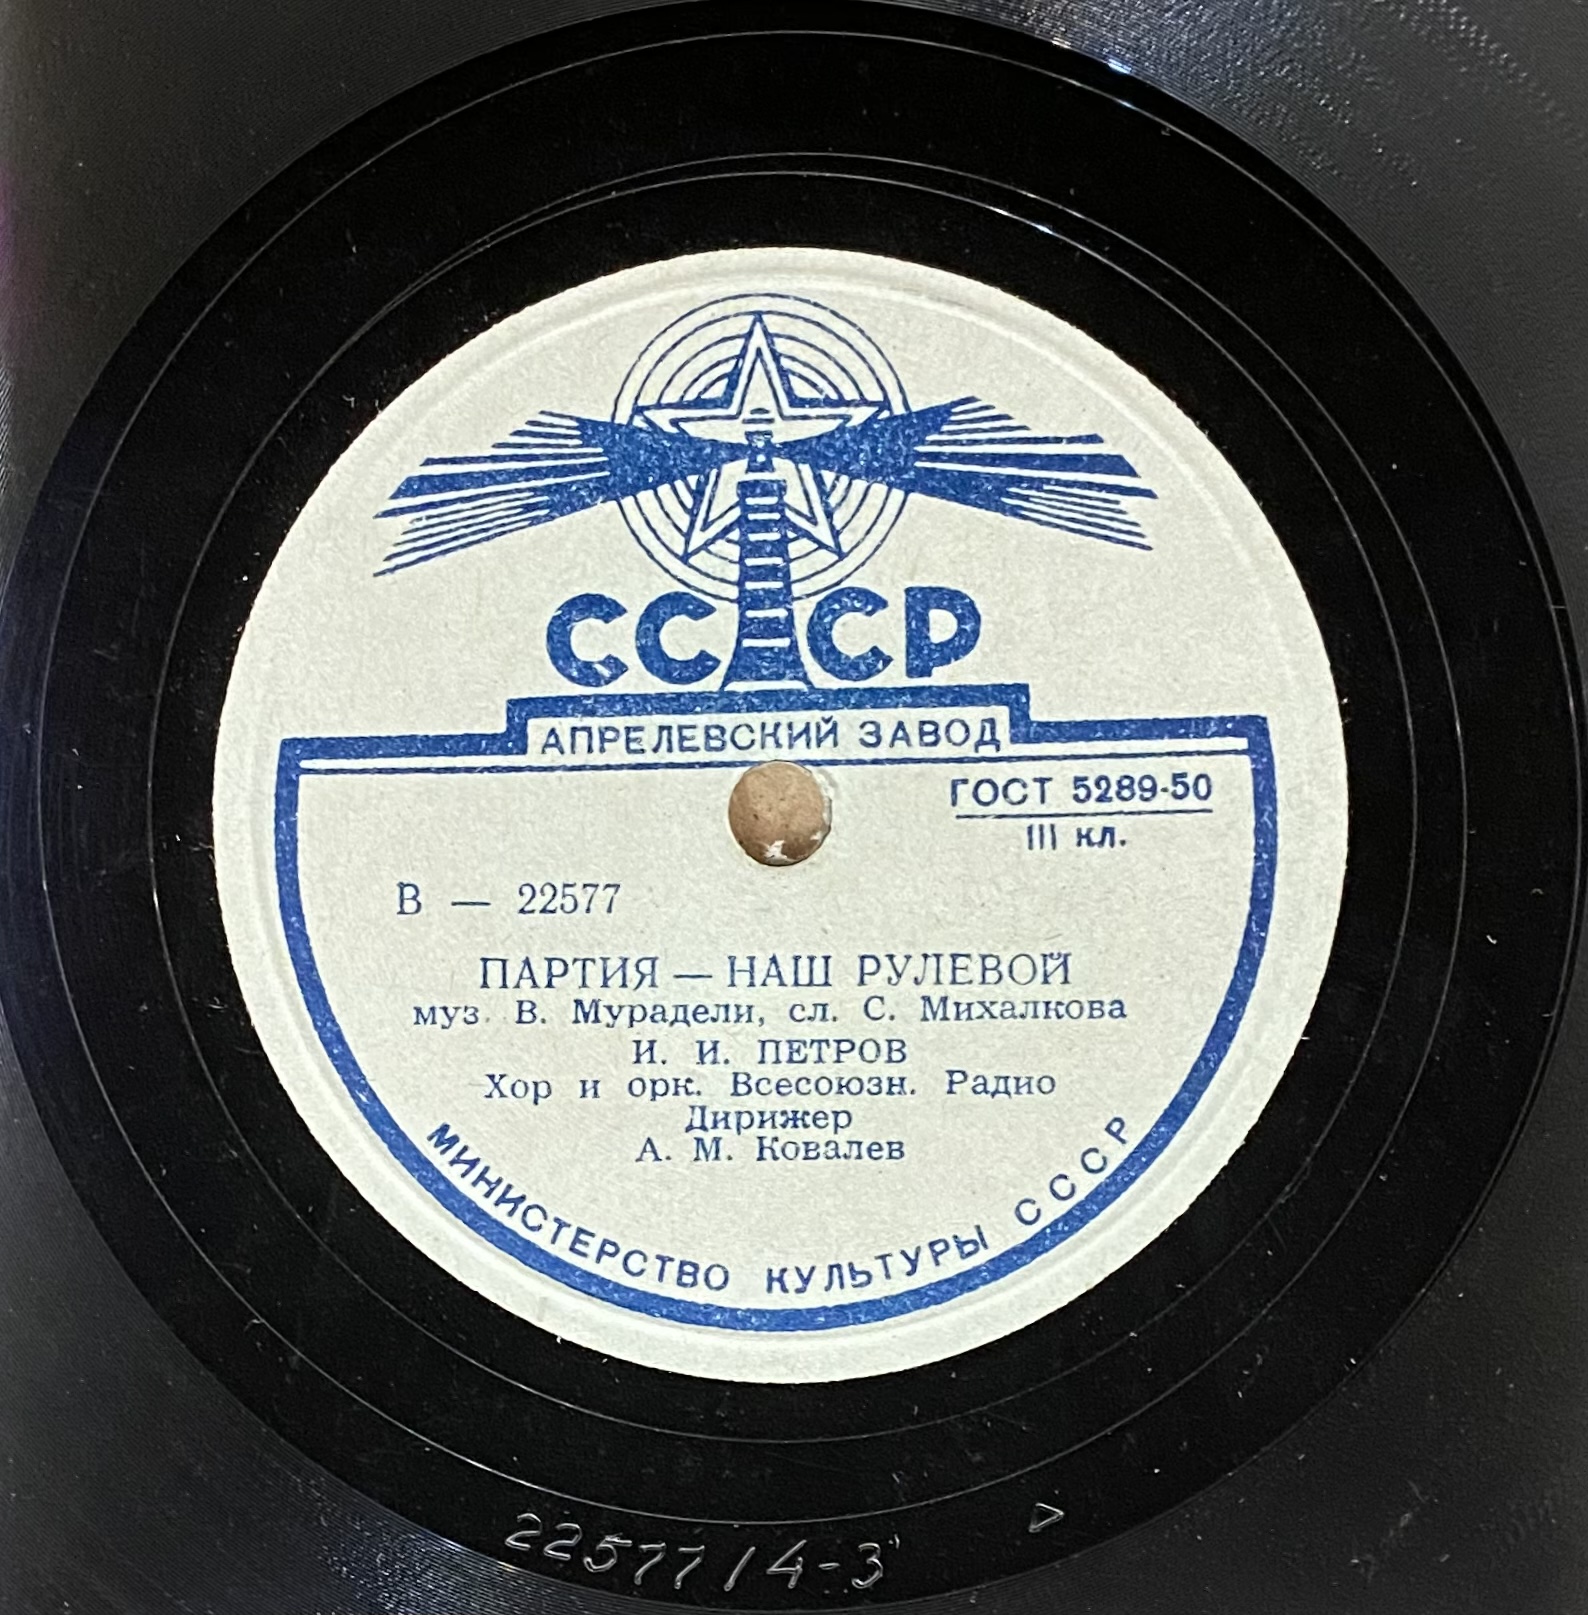 СССР
АПРЕЛЕВСКИЙ ЗАВОД
ГОСТ 5289-50
III кл.
В — 22577
ПАРТИЯ — НАШ РУЛЕВОЙ
муз. В. Мурадели, сл. С. Михалкова
И. И. ПЕТРОВ
Хор и орк. Всесоюзн. Радио
Дирижер
А. М. Ковалев
МИНИСТЕРСТВО КУЛЬТУРЫ СССР
22577/4-3